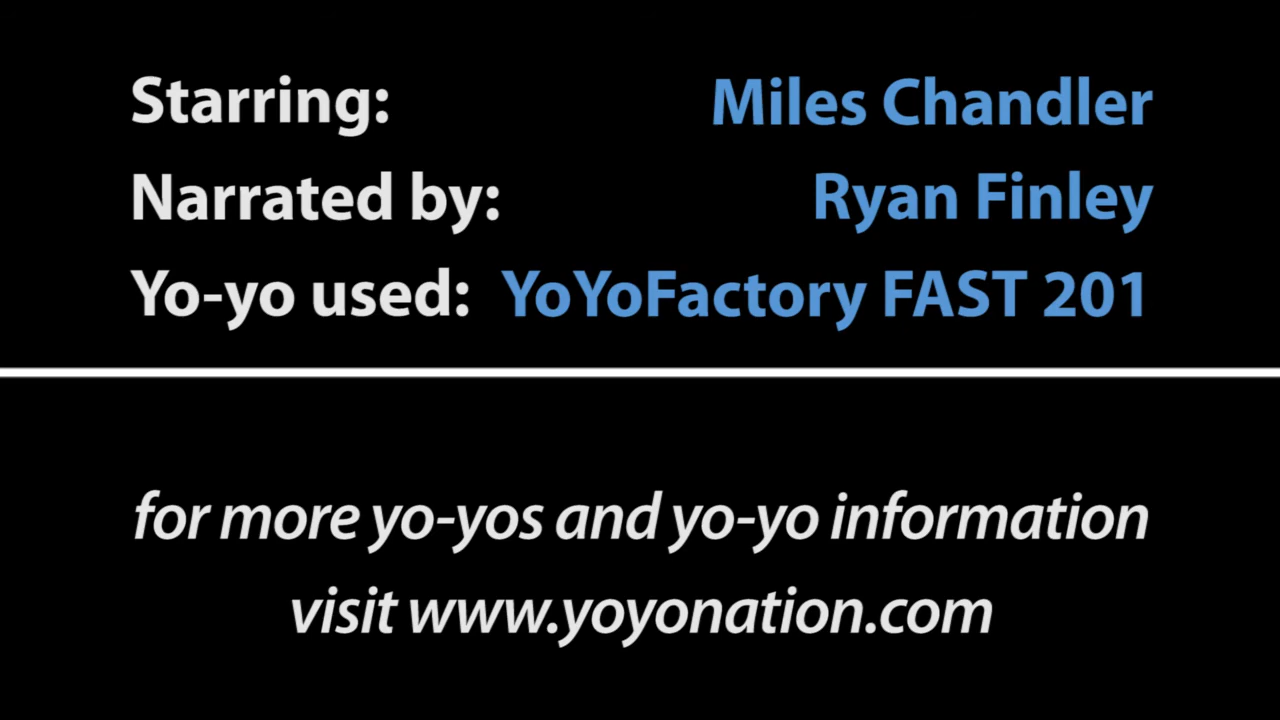 Starring: Miles Chandler
Narrated by: Ryan Finley
Yo-yo used: YoYoFactory FAST 201
for more yo-yos and yo-yo information
visit www.yoyonation.com